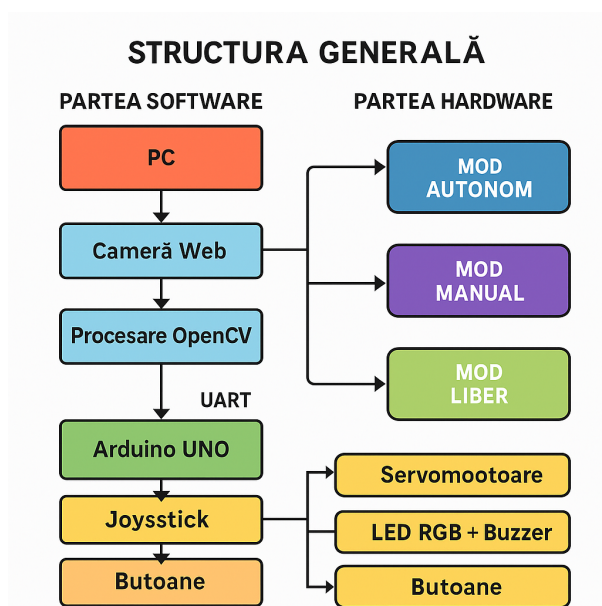 STRUCTURA GENERALĂ
PARTEA SOFTWARE
PC
Cameră Web
Procesare OpenCV
UART
Arduino UNO
Joysstick
Butoane
PARTEA HARDWARE
MOD
AUTONOM
MOD
MANUAL
MOD
LIBER
Servomootoare
LED RGB + Buzzer
Butoane